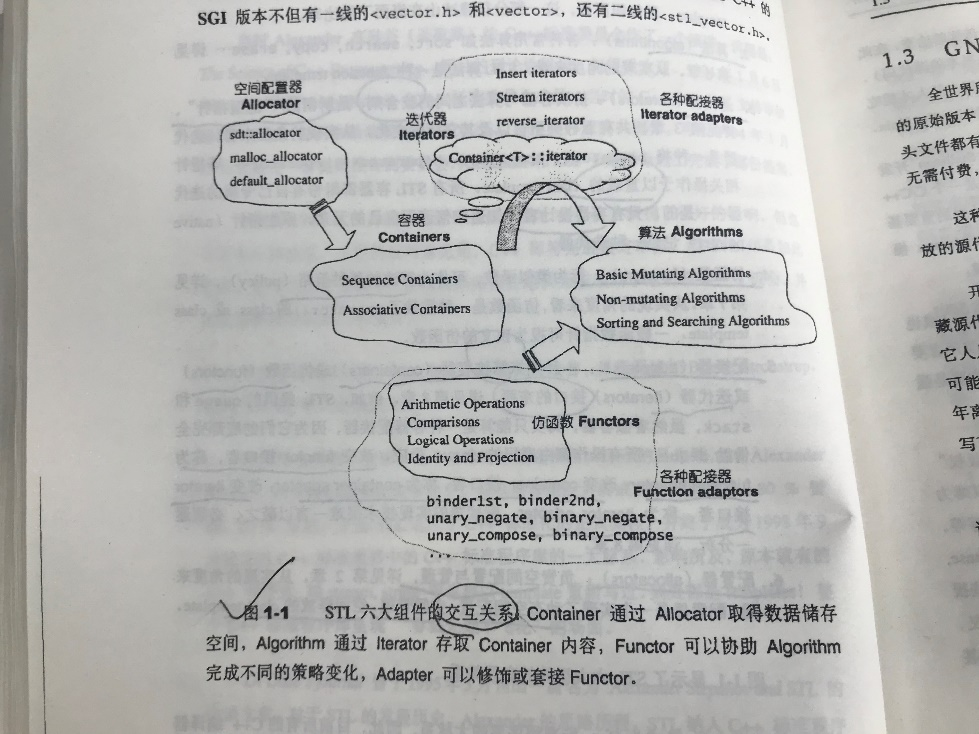 SGI 版本不但有一线的<vector.h> 和<vector>，还有二线的<stl_vector.h>，
C++ 的
空间配置器
Allocator
sdt::allocator
malloc_allocator
default_allocator
迭代器
Iterators
Insert iterators
Stream iterators
reverse_iterator
Container<T>::iterator
各种配接器
Iterator adapters
容器
Containers
Sequence Containers
Associative Containers
算法 Algorithms
Basic Mutating Algorithms
Non-mutating Algorithms
Sorting and Searching Algorithms
Arithmetic Operations
Comparisons
Logical Operations
Identity and Projection
仿函数 Functors
各种配接器
Function adaptors
binder1st, binder2nd,
unary_negate, binary_negate,
unary_compose, binary_compose
...
图1-1 STL 六大组件的交互关系 Container 通过 Allocator 取得数据储存
空间，Algorithm 通过 Iterator 存取 Container 内容，Functor 可以协助 Algorithm
完成不同的策略变化，Adapter 可以修饰或套接 Functor。
1.3 GN
全世界
的原始版本
头文件都有
无需付费，
这种
放的源代
开
藏源代
它人
可能
年离
写